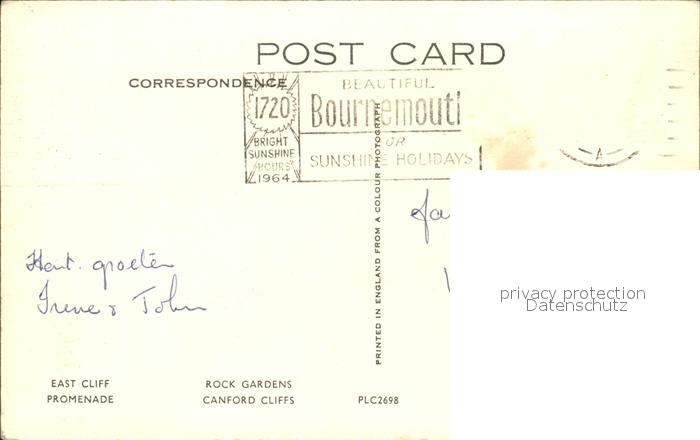 POST CARD
CORRESPONDENCE
1720
BRIGHT
SUNSHINE
HOURS
1964
BEAUTIFUL
Bournemouth
FOR
SUNSHINE HOLIDAYS
PRINTED IN ENGLAND FROM A COLOUR PHOTOGRAPH
Hart. groeten
Irene & John
privacy protection
Datenschutz
EAST CLIFF
PROMENADE
ROCK GARDENS
CANFORD CLIFFS
PLC2698